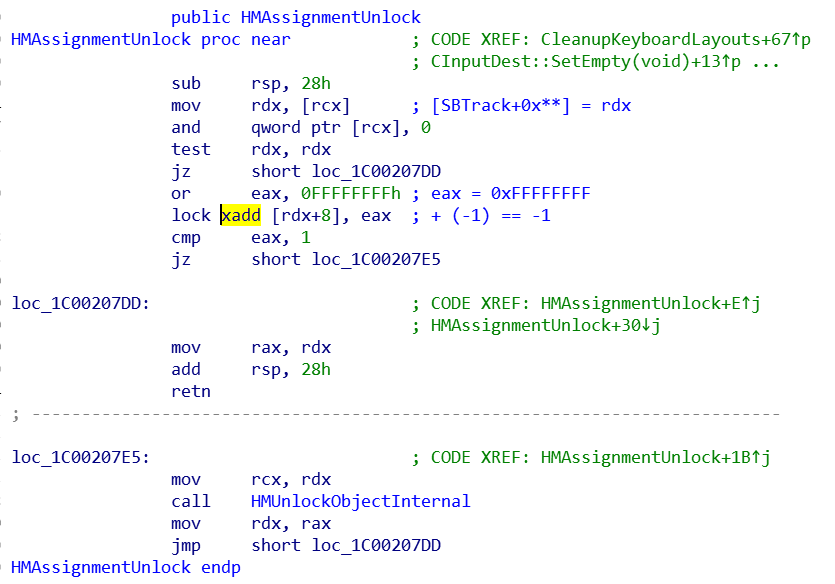 public HMAssignmentUnlock
HMAssignmentUnlock proc near ; CODE XREF: CleanupKeyboardLayouts+67↑p
; CInputDest::SetEmpty(void)+13↑p ...
sub rsp, 28h
mov rdx, [rcx] ; [SBTrack+0x**] = rdx
and qword ptr [rcx], 0
test rdx, rdx
jz short loc_1C00207DD
or eax, 0FFFFFFFFh ; eax = 0xFFFFFFFF
lock xadd [rdx+8], eax ; + (-1) == -1
cmp eax, 1
jz short loc_1C00207E5
loc_1C00207DD: ; CODE XREF: HMAssignmentUnlock+E↑j
; HMAssignmentUnlock+30↓j
mov rax, rdx
add rsp, 28h
retn
; ---------------------------------------------------------------------------
loc_1C00207E5: ; CODE XREF: HMAssignmentUnlock+1B↑j
mov rcx, rdx
call HMUnlockObjectInternal
mov rdx, rax
jmp short loc_1C00207DD
HMAssignmentUnlock endp